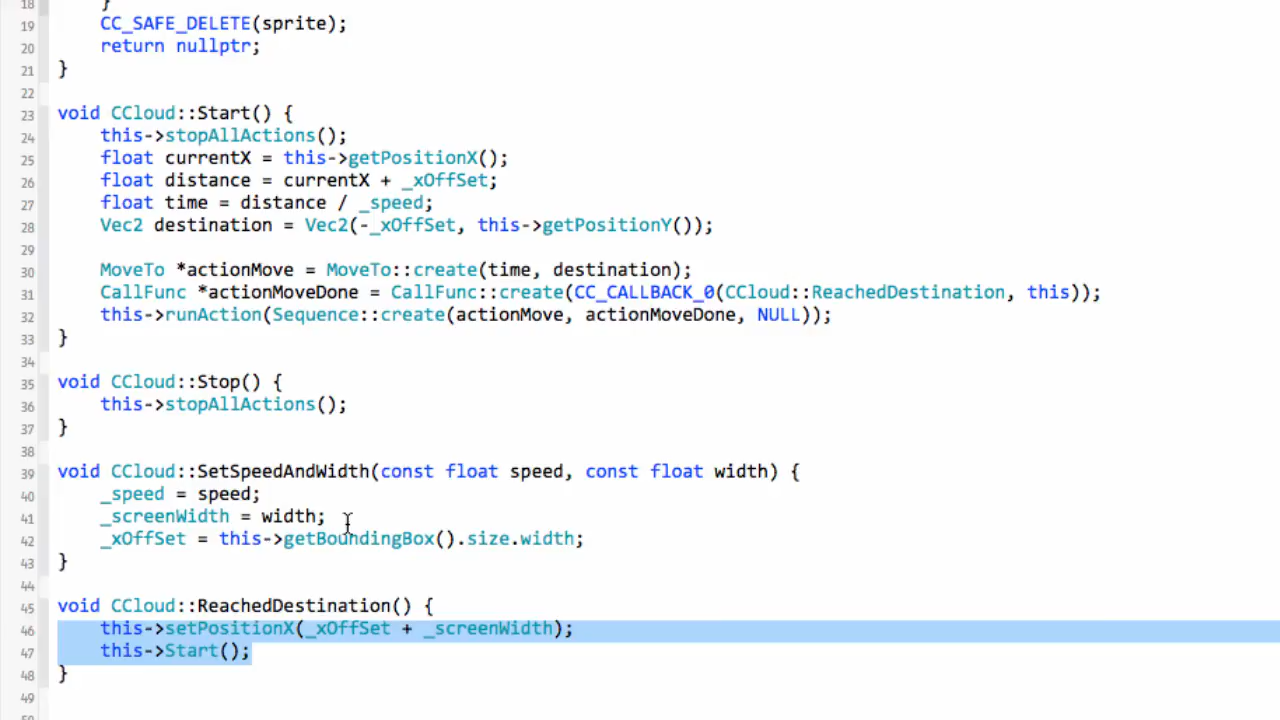 18 }
19 CC_SAFE_DELETE(sprite);
20 return nullptr;
21 }
22
23 void CCloud::Start() {
24 this->stopAllActions();
25 float currentX = this->getPositionX();
26 float distance = currentX + _xOffSet;
27 float time = distance / _speed;
28 Vec2 destination = Vec2(-_xOffSet, this->getPositionY());
29
30 MoveTo *actionMove = MoveTo::create(time, destination);
31 CallFunc *actionMoveDone = CallFunc::create(CC_CALLBACK_0(CCloud::ReachedDestination, this));
32 this->runAction(Sequence::create(actionMove, actionMoveDone, NULL));
33 }
34
35 void CCloud::Stop() {
36 this->stopAllActions();
37 }
38
39 void CCloud::SetSpeedAndWidth(const float speed, const float width) {
40 _speed = speed;
41 _screenWidth = width;
42 _xOffSet = this->getBoundingBox().size.width;
43 }
44
45 void CCloud::ReachedDestination() {
46 this->setPositionX(_xOffSet + _screenWidth);
47 this->Start();
48 }
49